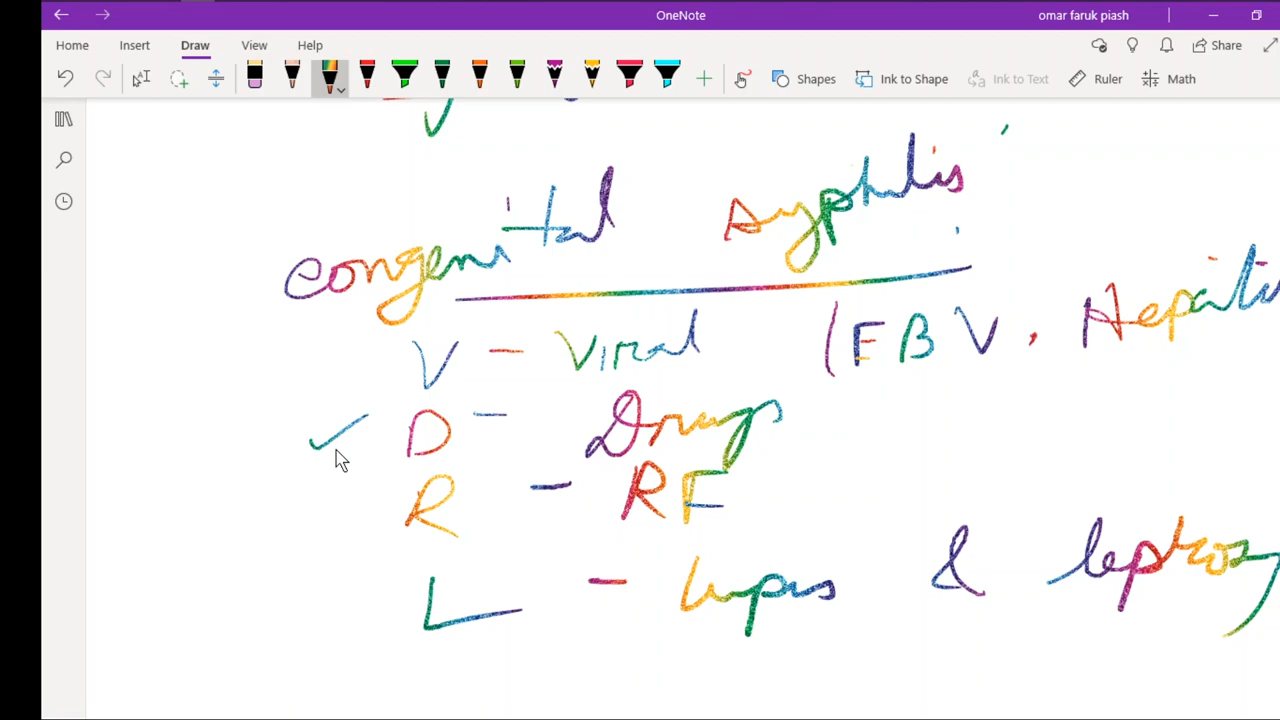 OneNote
omar faruk piash
Home Insert Draw View Help
Share
Shapes Ink to Shape Ink to Text Ruler Math
congenital syphilis
V - Viral (EBV, Hepatiti
D - Drugs
R - RF
L - Lupus & leprosy